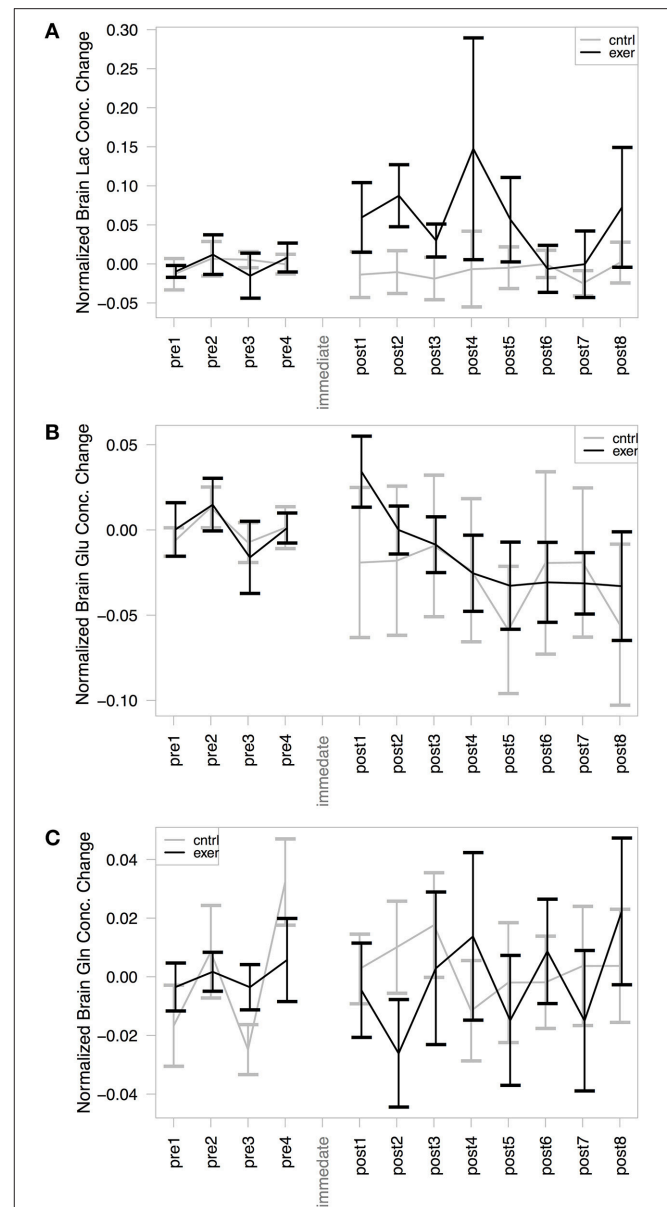 A
Normalized Brain Lac Conc. Change
0.30
0.25
0.20
0.15
0.10
0.05
0.00
−0.05
cntrl
exer
pre1
pre2
pre3
pre4
immediate
post1
post2
post3
post4
post5
post6
post7
post8
B
Normalized Brain Glu Conc. Change
0.05
0.00
−0.05
−0.10
cntrl
exer
pre1
pre2
pre3
pre4
immedate
post1
post2
post3
post4
post5
post6
post7
post8
C
Normalized Brain Gln Conc. Change
0.04
0.02
0.00
−0.02
−0.04
cntrl
exer
pre1
pre2
pre3
pre4
immediate
post1
post2
post3
post4
post5
post6
post7
post8